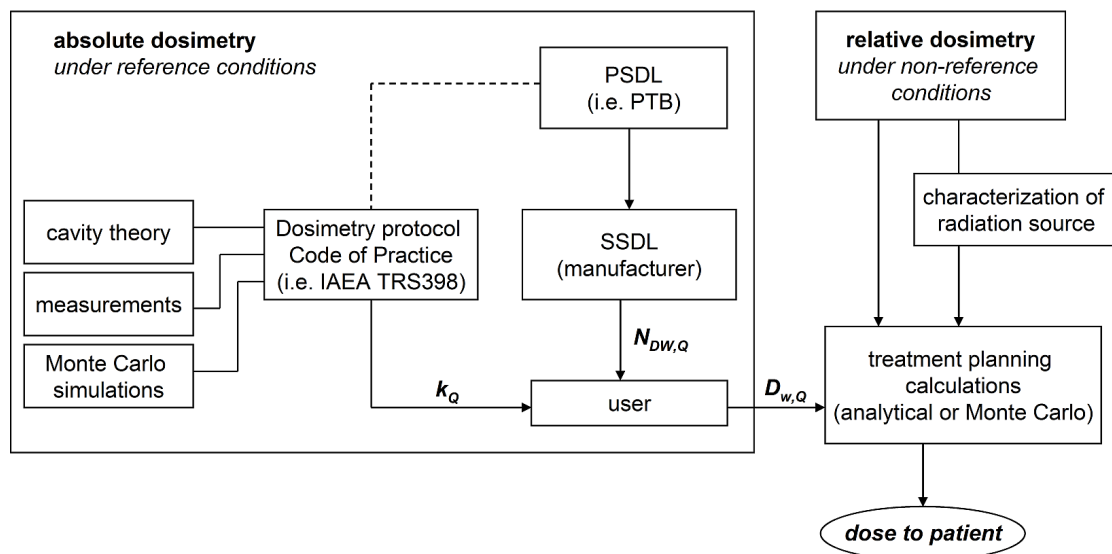 absolute dosimetry
under reference conditions
PSDL
(i.e. PTB)
relative dosimetry
under non-reference
conditions
characterization of
radiation source
cavity theory
measurements
Monte Carlo
simulations
Dosimetry protocol
Code of Practice
(i.e. IAEA TRS398)
SSDL
(manufacturer)
N_DW,Q
k_Q
user
D_w,Q
treatment planning
calculations
(analytical or Monte Carlo)
dose to patient